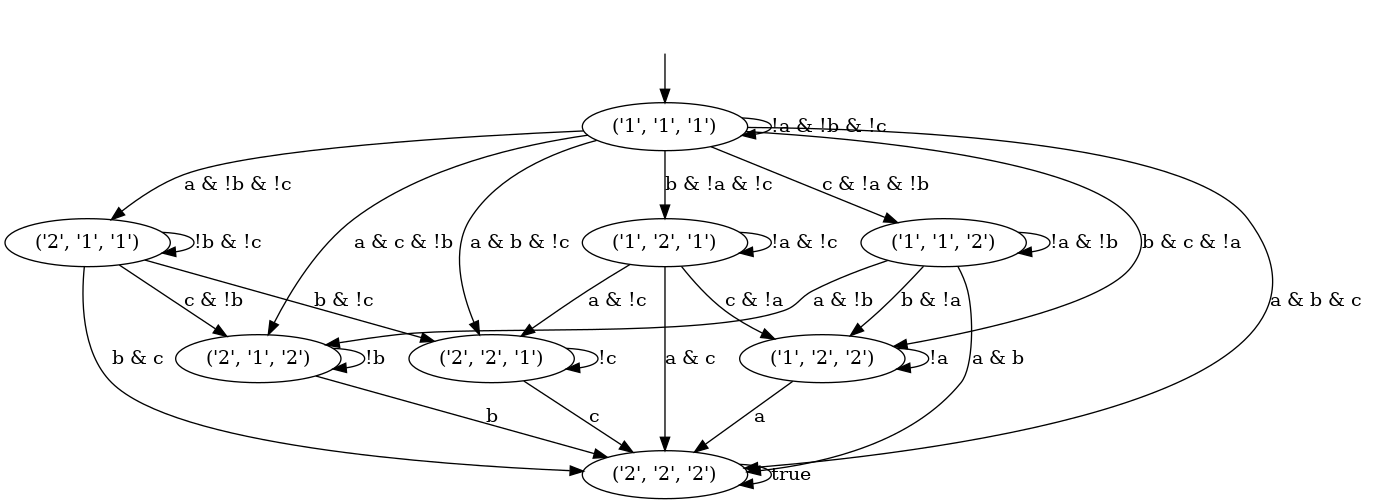 ('1', '1', '1')
!a & !b & !c
a & !b & !c
a & c & !b
a & b & !c
b & !a & !c
c & !a & !b
b & c & !a
a & b & c
('2', '1', '1')
!b & !c
('1', '2', '1')
!a & !c
('1', '1', '2')
!a & !b
b & c
c & !b
b & !c
a & !c
a & c
c & !a
a & !b
b & !a
a & b
('2', '1', '2')
!b
('2', '2', '1')
!c
('1', '2', '2')
!a
b
c
a
('2', '2', '2')
true